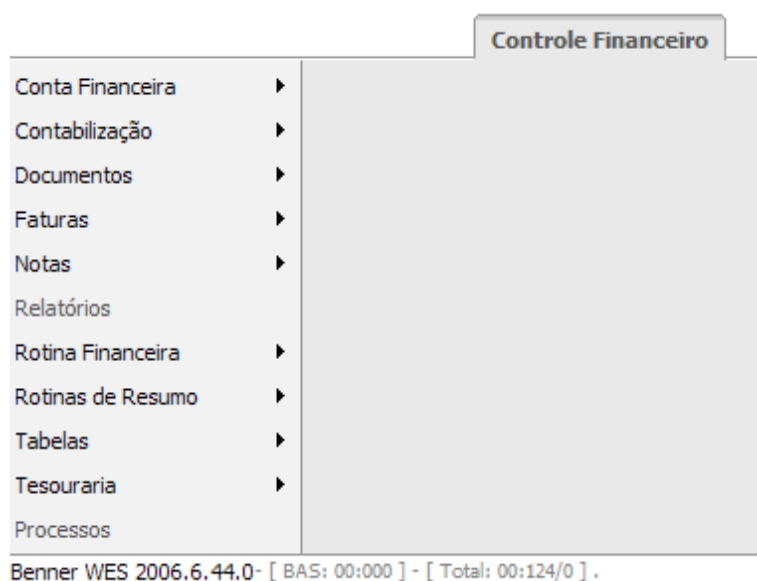 Controle Financeiro
Conta Financeira
Contabilização
Documentos
Faturas
Notas
Relatórios
Rotina Financeira
Rotinas de Resumo
Tabelas
Tesouraria
Processos
Benner WES 2006.6.44.0- [ BAS: 00:000 ] - [ Total: 00:124/0 ] .